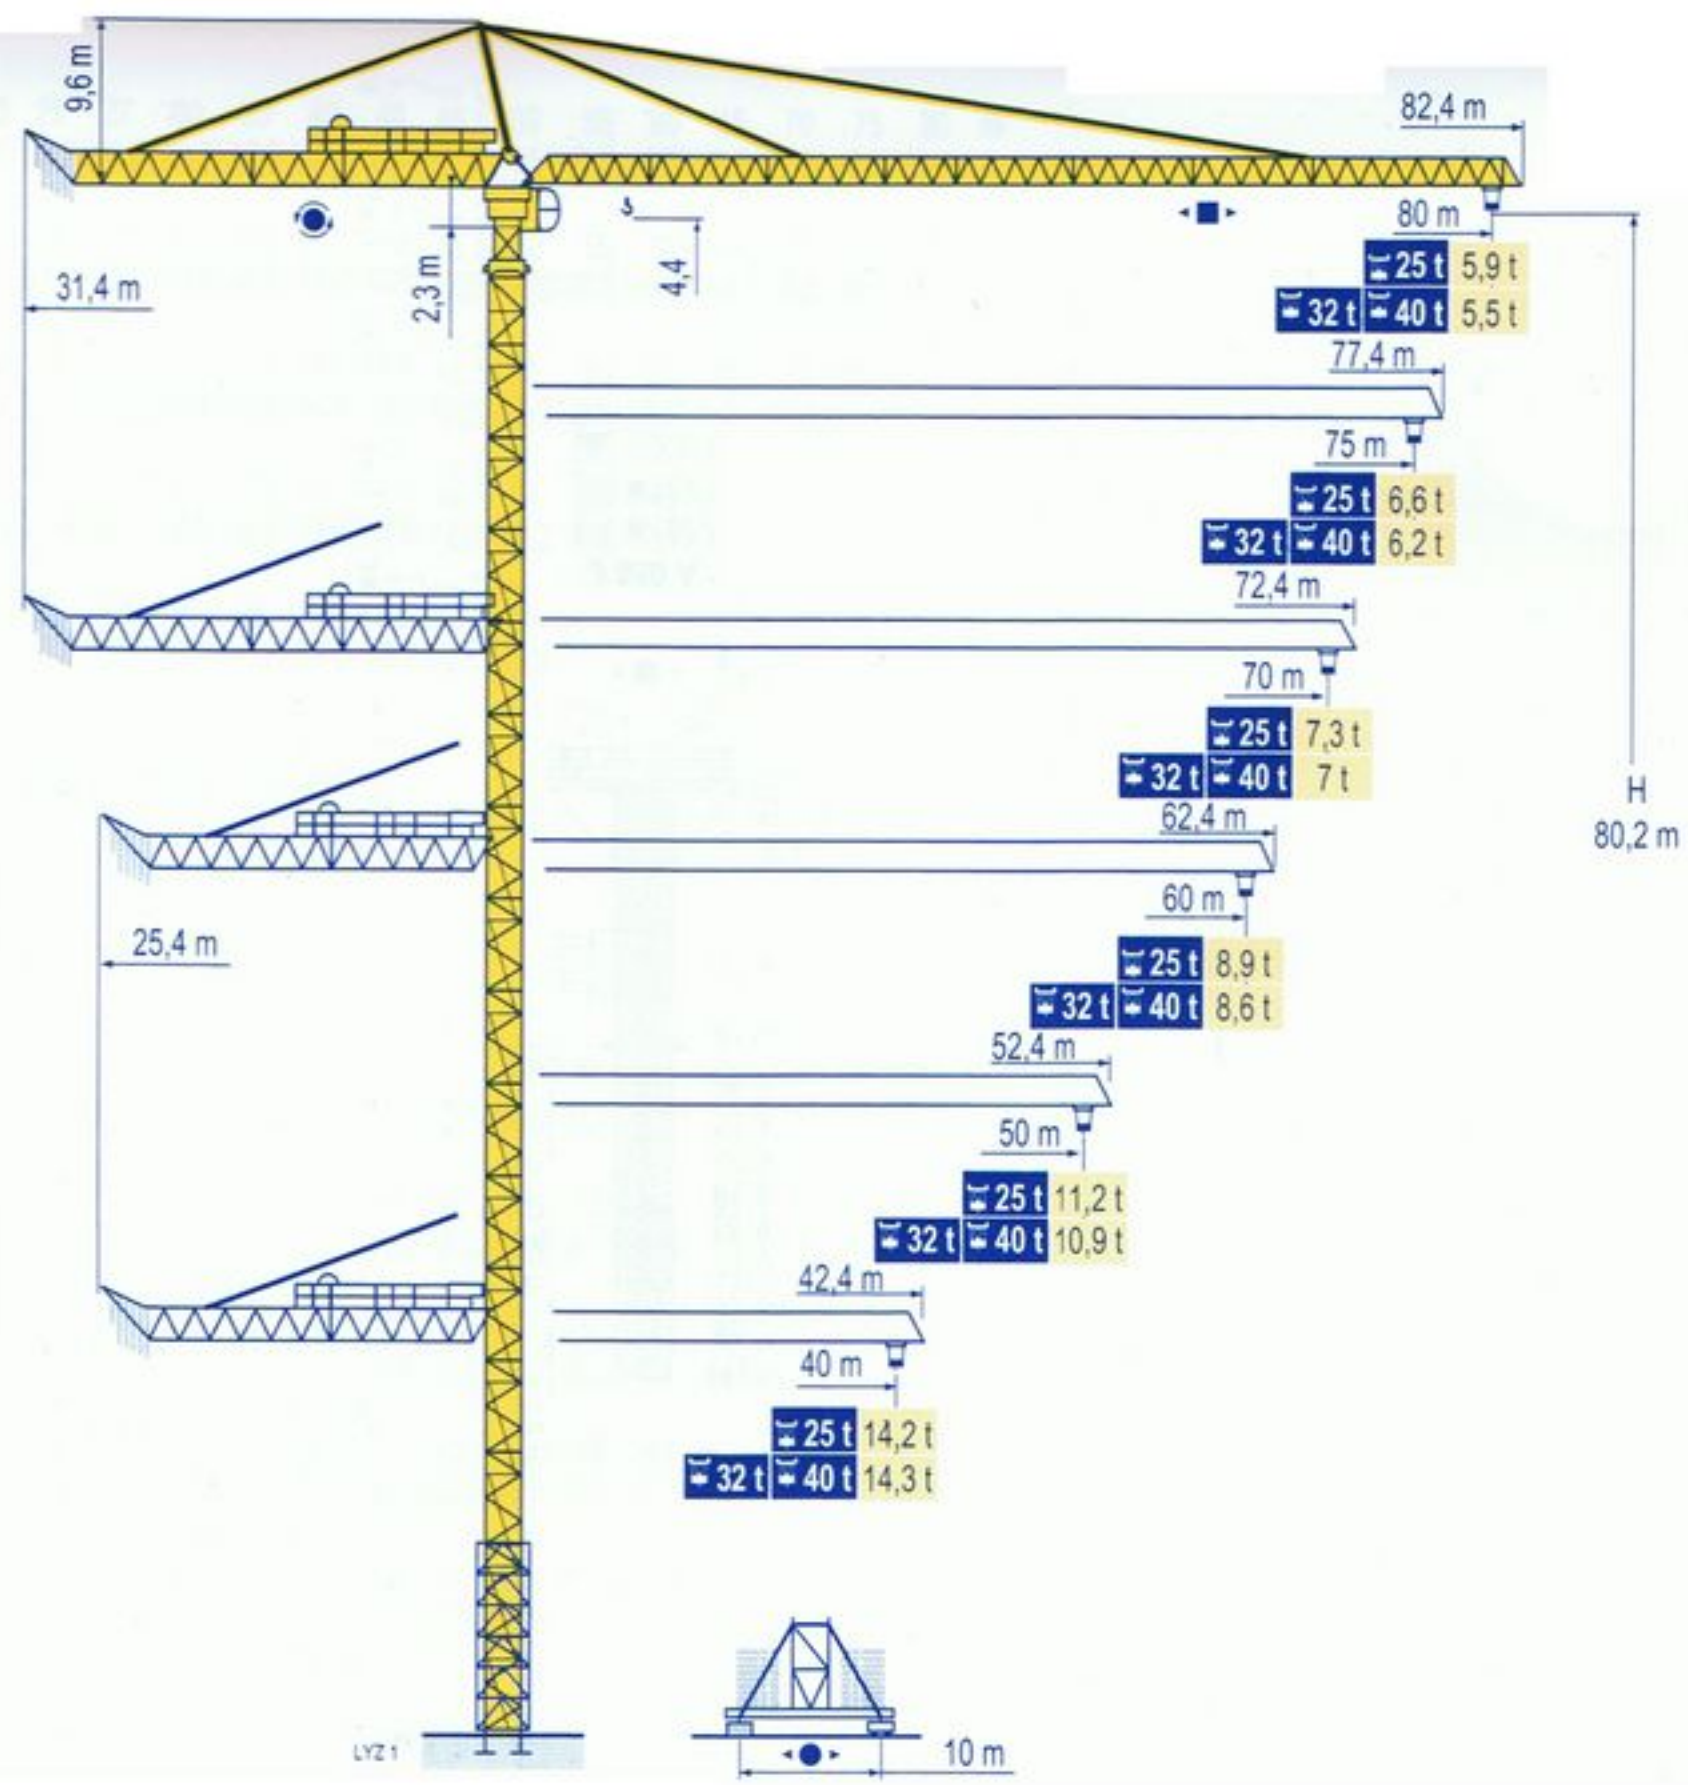 9,6 m
82,4 m
80 m
31,4 m
2,3 m
4,4
25 t 5,9 t
32 t 40 t 5,5 t
77,4 m
75 m
25 t 6,6 t
32 t 40 t 6,2 t
72,4 m
70 m
25 t 7,3 t
32 t 40 t 7 t
H
80,2 m
62,4 m
60 m
25,4 m
25 t 8,9 t
32 t 40 t 8,6 t
52,4 m
50 m
25 t 11,2 t
32 t 40 t 10,9 t
42,4 m
40 m
25 t 14,2 t
32 t 40 t 14,3 t
LYZ 1
10 m